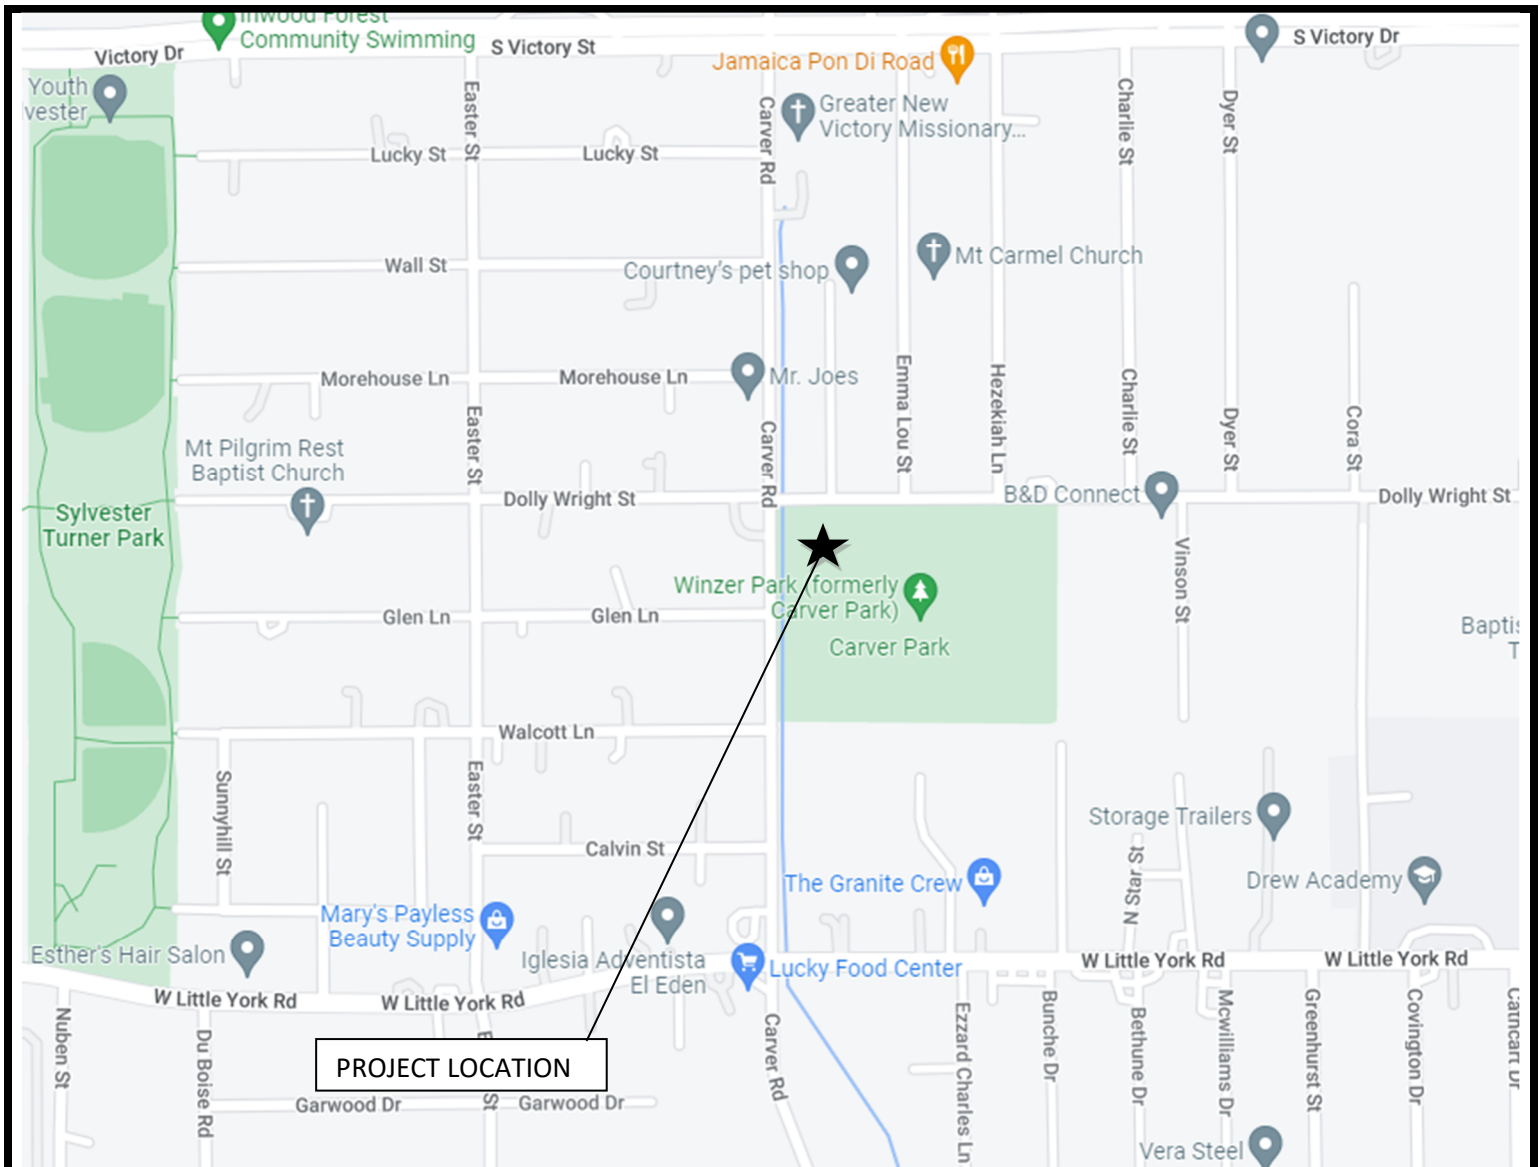 Inwood Forest
Community Swimming
Victory Dr
S Victory St
S Victory Dr
Jamaica Pon Di Road
Youth
lvester
Easter St
Carver Rd
Greater New
Victory Missionary...
Charlie St
Dyer St
Lucky St
Lucky St
Wall St
Courtney's pet shop
Mt Carmel Church
Morehouse Ln
Morehouse Ln
Mr. Joes
Emma Lou St
Hezekiah Ln
Charlie St
Dyer St
Cora St
Easter St
Carver Rd
Mt Pilgrim Rest
Baptist Church
Dolly Wright St
B&D Connect
Dolly Wright St
Sylvester
Turner Park
Vinson St
Winzer Park (formerly
Carver Park)
Carver Park
Glen Ln
Glen Ln
Baptis
T
Walcott Ln
Sunnyhill St
Easter St
Calvin St
Storage Trailers
N Star St
The Granite Crew
Drew Academy
Mary's Payless
Beauty Supply
Esther's Hair Salon
Iglesia Adventista
El Eden
Lucky Food Center
W Little York Rd
W Little York Rd
W Little York Rd
W Little York Rd
Nuben St
Du Boise Rd
E
St
Carver Rd
Ezzard Charles Ln
Bunche Dr
Bethune Dr
Mcwilliams Dr
Greenhurst St
Covington Dr
Cathcart Dr
PROJECT LOCATION
Garwood Dr
Garwood Dr
Vera Steel